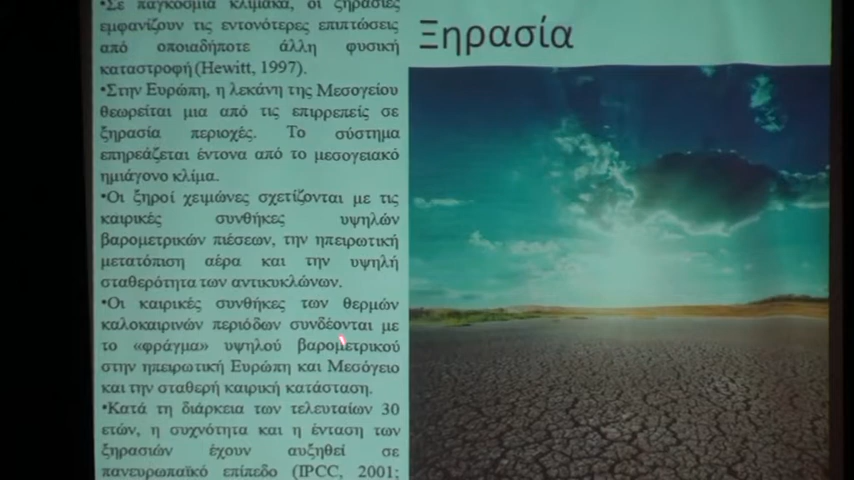 •Σε παγκόσμια κλίμακα, οι ξηρασίες
εμφανίζουν τις εντονότερες επιπτώσεις
από οποιαδήποτε άλλη φυσική
καταστροφή (Hewitt, 1997).
•Στην Ευρώπη, η λεκάνη της Μεσογείου
θεωρείται μια από τις επιρρεπείς σε
ξηρασία περιοχές. Το σύστημα
επηρεάζεται έντονα από το μεσογειακό
ημιάγονο κλίμα.
•Οι ξηροί χειμώνες σχετίζονται με τις
καιρικές συνθήκες υψηλών
βαρομετρικών πιέσεων, την ηπειρωτική
μετατόπιση αέρα και την υψηλή
σταθερότητα των αντικυκλώνων.
•Οι καιρικές συνθήκες των θερμών
καλοκαιρινών περιόδων συνδέονται με
το «φράγμα» υψηλού βαρομετρικού
στην ηπειρωτική Ευρώπη και Μεσόγειο
και την σταθερή καιρική κατάσταση.
•Κατά τη διάρκεια των τελευταίων 30
ετών, η συχνότητα και η ένταση των
ξηρασιών έχουν αυξηθεί σε
πανευρωπαϊκό επίπεδο (IPCC, 2001;
Ξηρασία